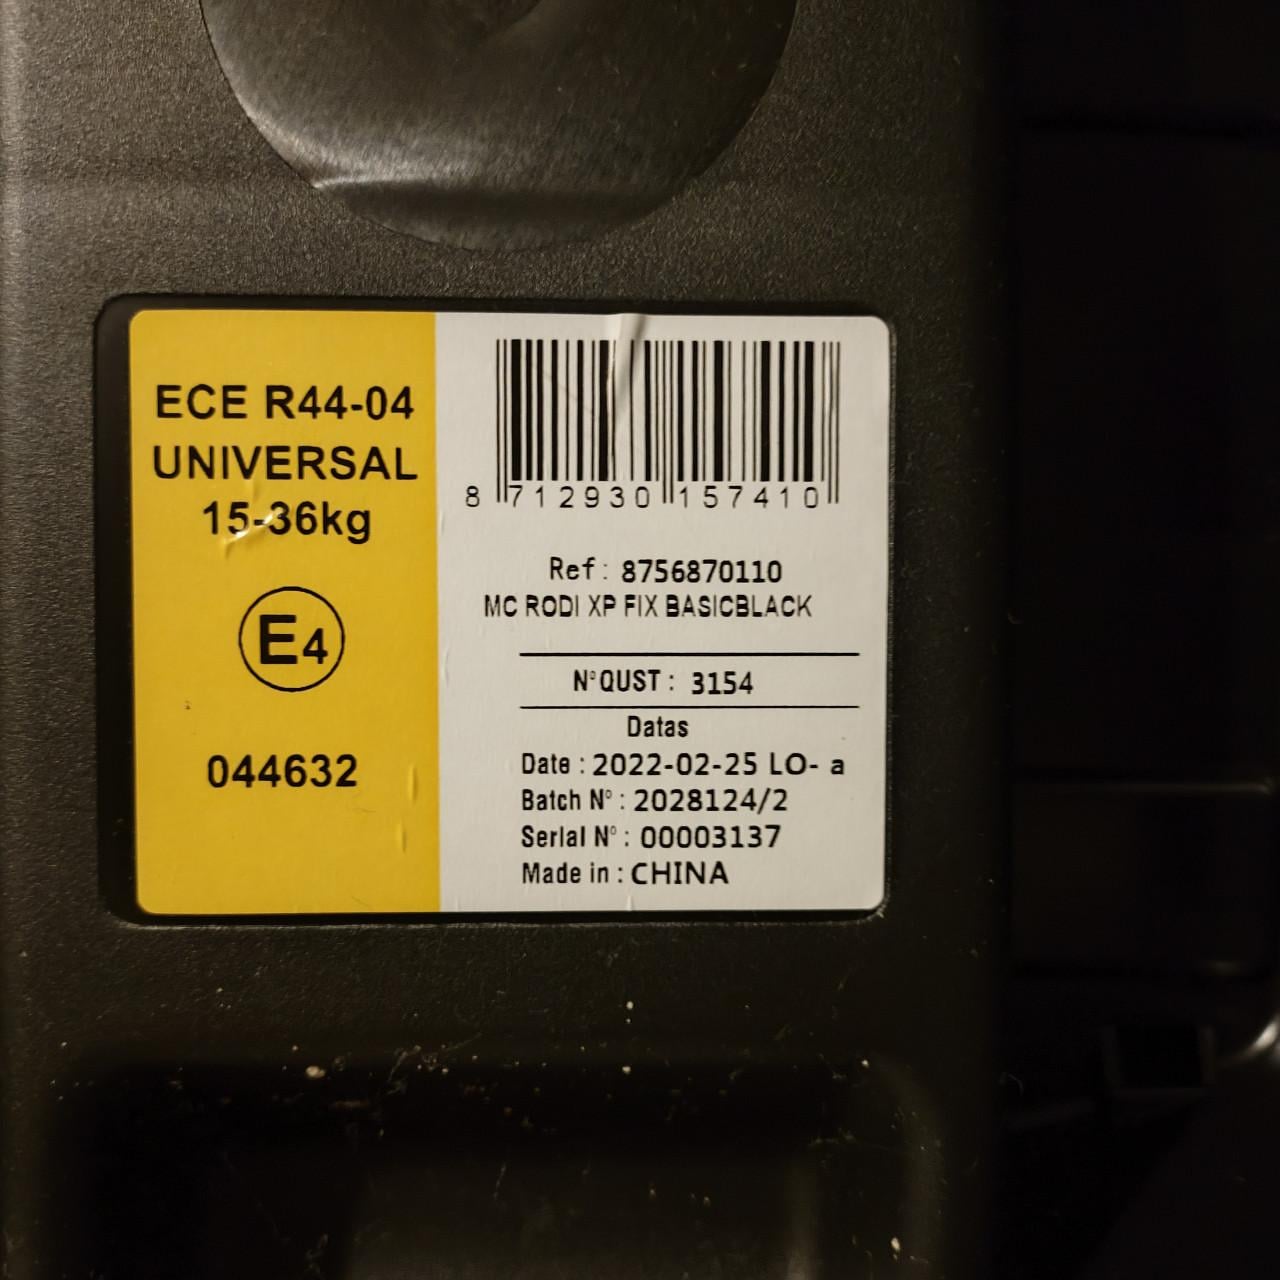 ECE R44-04
UNIVERSAL
15-36kg
E4
044632
8 712930 157410
Ref : 8756870110
MC RODI XP FIX BASICBLACK
N°QUST : 3154
Datas
Date : 2022-02-25 LO- a
Batch N° : 2028124/2
Serial N° : 00003137
Made in : CHINA